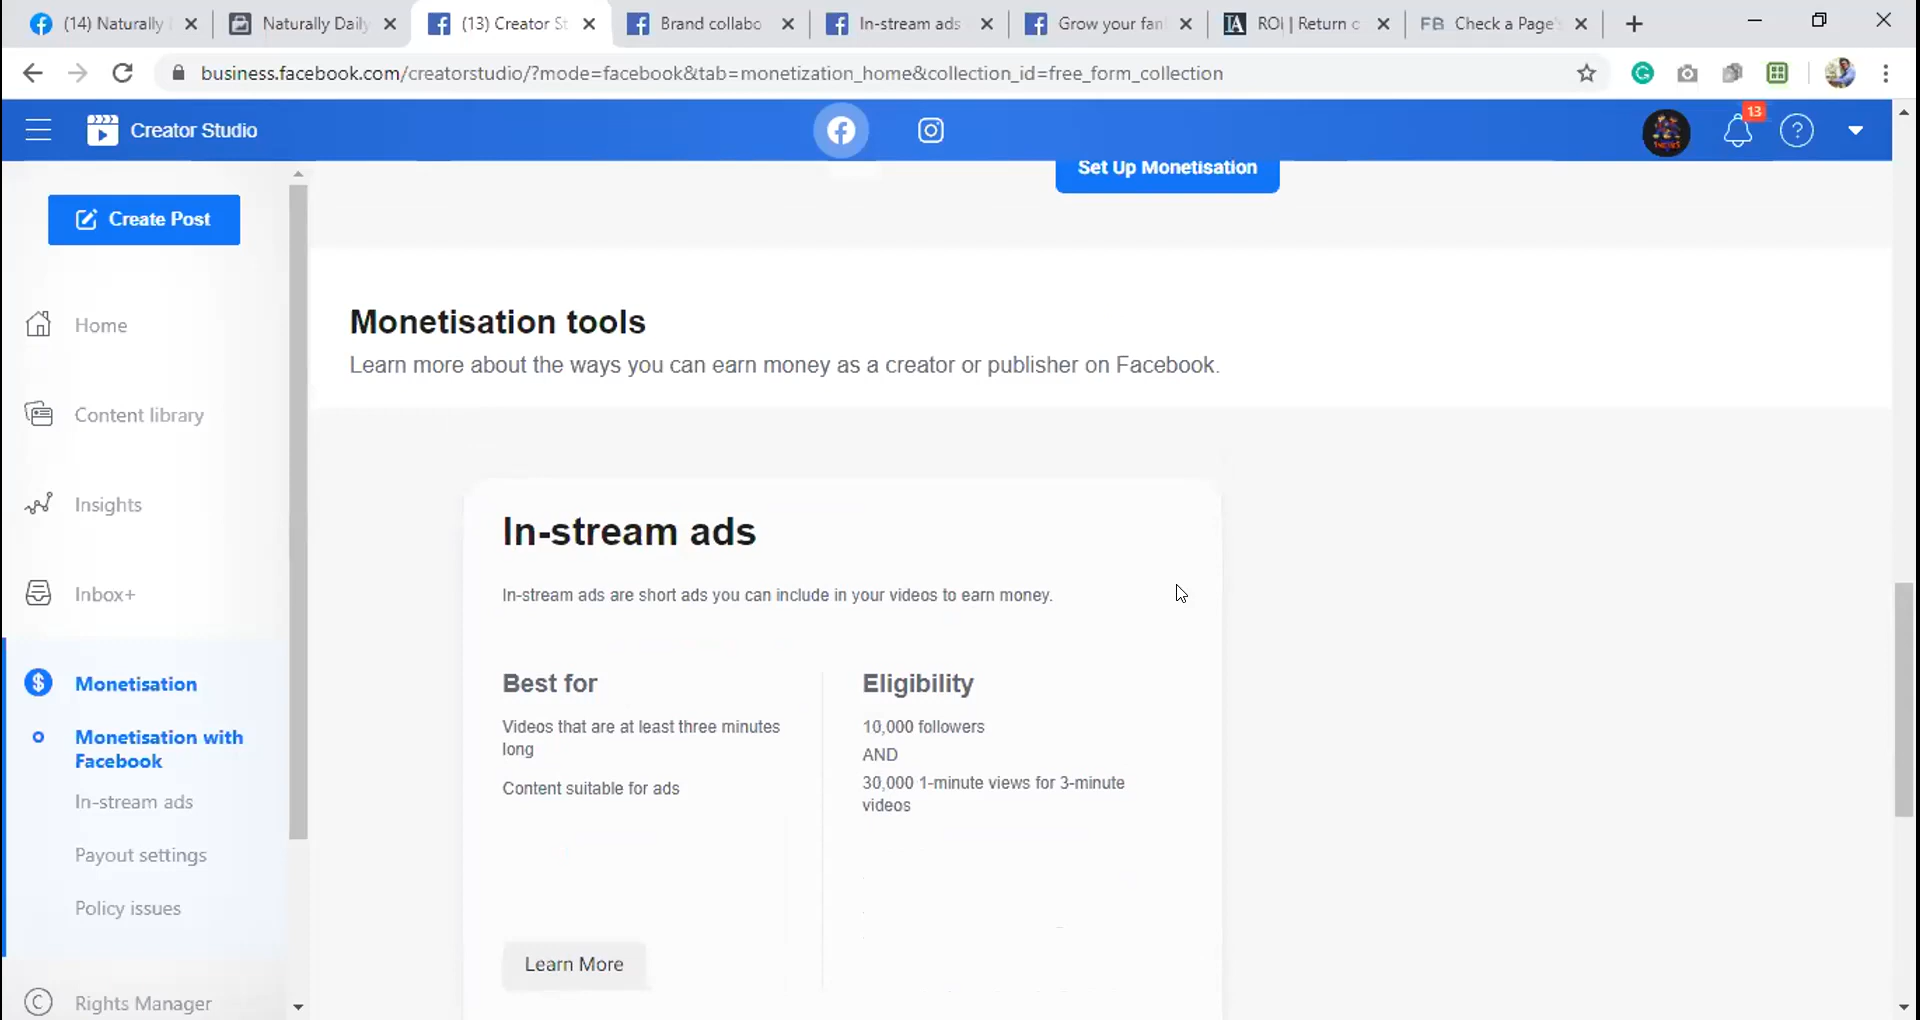 (14) Naturally
Naturally Daily
(13) Creator St
Brand collabo
In-stream ads
Grow your fan
IA
ROI | Return o
FB
Check a Page'
business.facebook.com/creatorstudio/?mode=facebook&tab=monetization_home&collection_id=free_form_collection
Creator Studio
13
Set Up Monetisation
Create Post
Home
Content library
Insights
Inbox+
Monetisation
Monetisation with
Facebook
In-stream ads
Payout settings
Policy issues
Rights Manager
Monetisation tools
Learn more about the ways you can earn money as a creator or publisher on Facebook.
In-stream ads
In-stream ads are short ads you can include in your videos to earn money.
Best for
Videos that are at least three minutes
long
Content suitable for ads
Eligibility
10,000 followers
AND
30,000 1-minute views for 3-minute
videos
Learn More